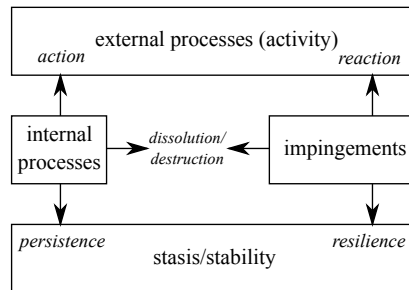 external processes (activity)
action
reaction
internal
processes
dissolution/
destruction
impingements
persistence
resilience
stasis/stability